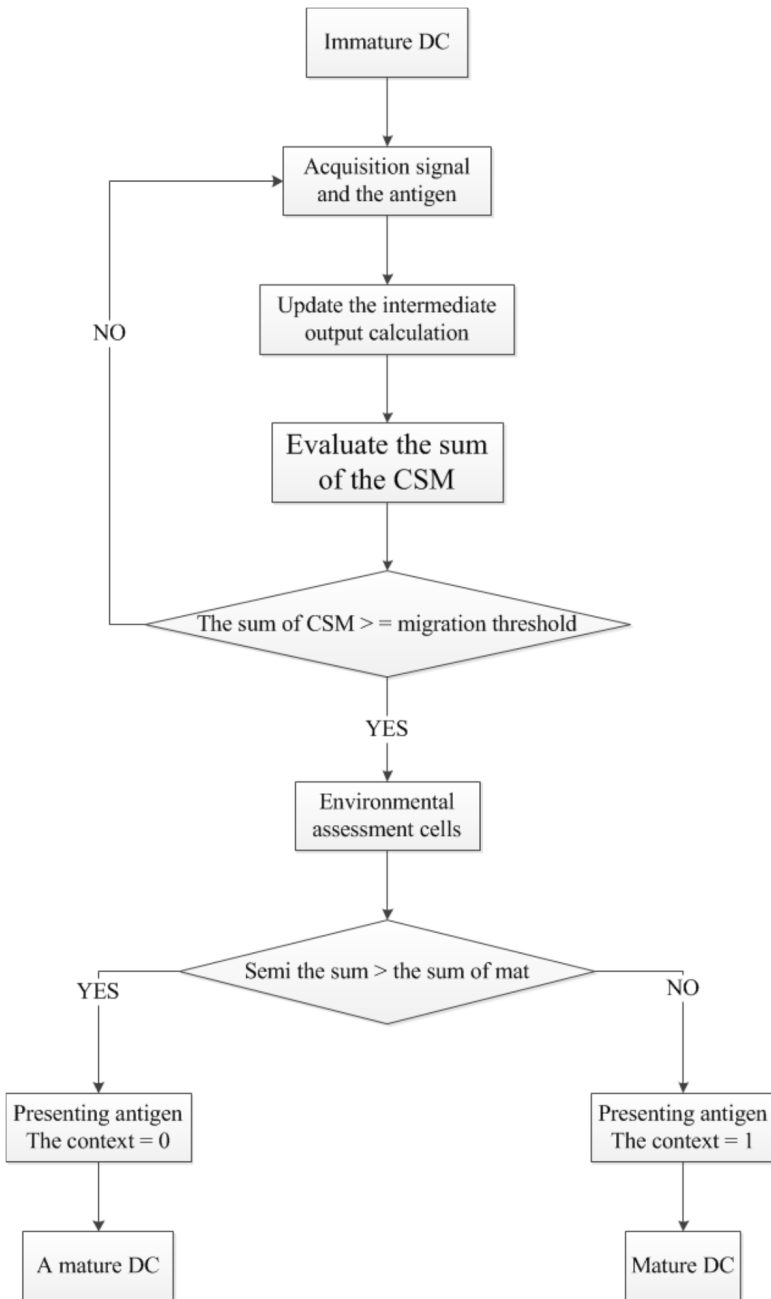 Immature DC
Acquisition signal
and the antigen
Update the intermediate
output calculation
NO
Evaluate the sum
of the CSM
The sum of CSM > = migration threshold
YES
Environmental
assessment cells
Semi the sum > the sum of mat
YES
NO
Presenting antigen
The context = 0
Presenting antigen
The context = 1
A mature DC
Mature DC